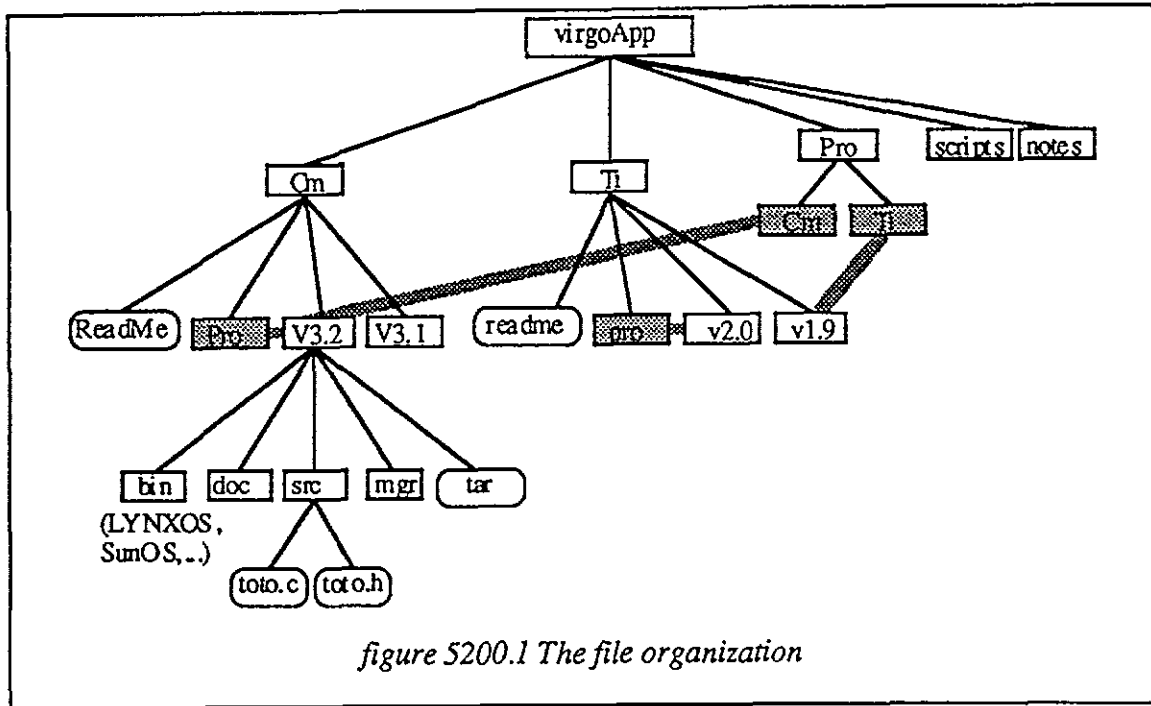 virgoApp
Pro
scripts
notes
Cm
Ti
Cm
Ti
ReadMe
Pro
V3.2
V3.1
readme
pro
v2.0
v1.9
bin
doc
src
mgr
tar
(LYNXOS,
SunOS,...)
toto.c
toto.h
figure 5200.1 The file organization